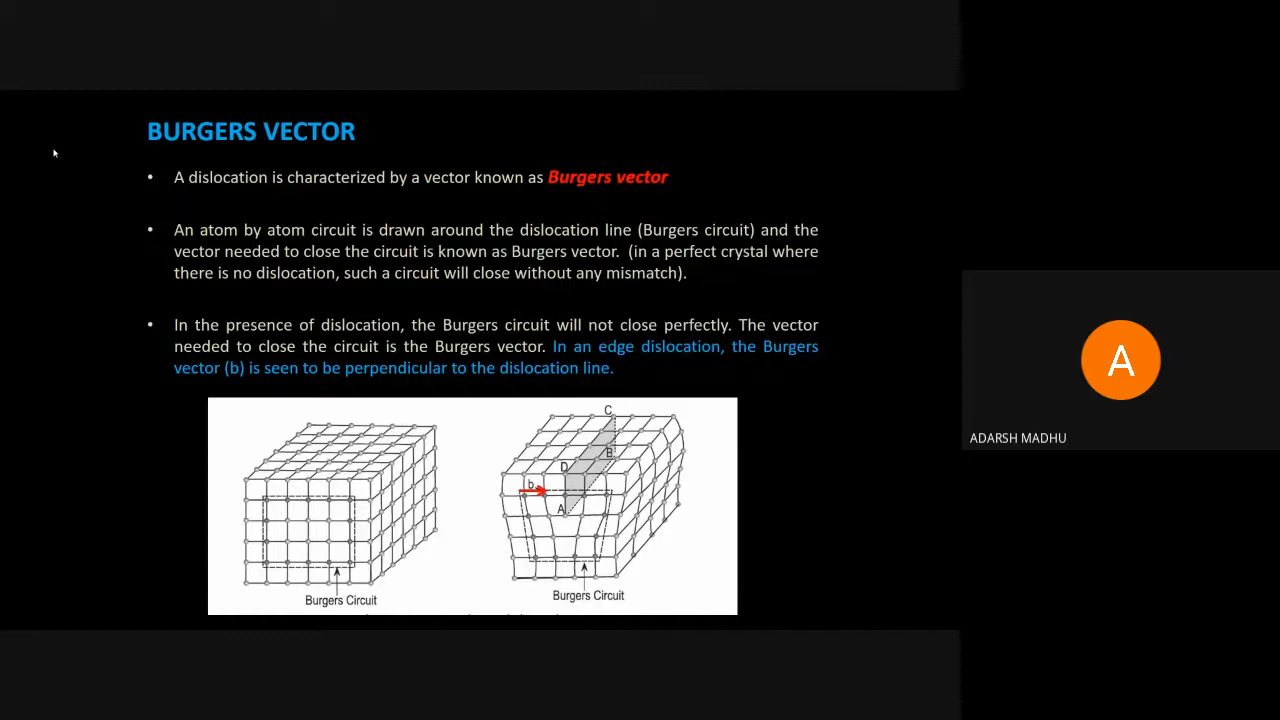 BURGERS VECTOR
• A dislocation is characterized by a vector known as Burgers vector
• An atom by atom circuit is drawn around the dislocation line (Burgers circuit) and the
vector needed to close the circuit is known as Burgers vector. (in a perfect crystal where
there is no dislocation, such a circuit will close without any mismatch).
• In the presence of dislocation, the Burgers circuit will not close perfectly. The vector
needed to close the circuit is the Burgers vector. In an edge dislocation, the Burgers
vector (b) is seen to be perpendicular to the dislocation line.
C
B
D
b
A
Burgers Circuit
Burgers Circuit
A
ADARSH MADHU